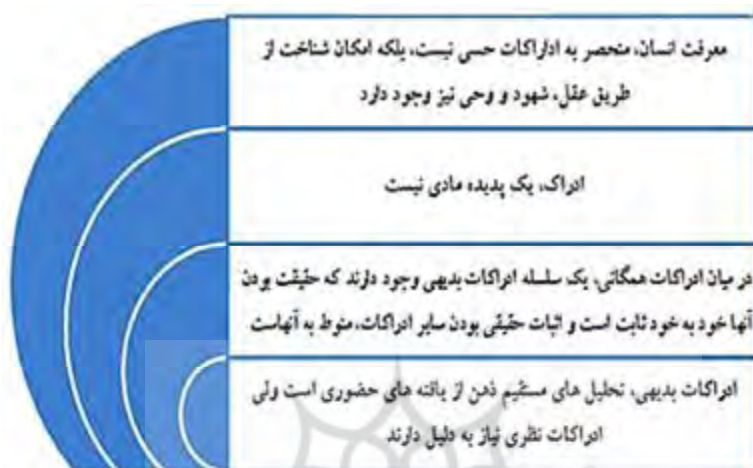 معرفت انسان، منحصر به اداراکات حسی نیست، بلکه امکان شناخت از
طریق عقل، شهود و وحی نیز وجود دارد
ادراک، یک پدیده مادی نیست
در میان ادراکات همگانی، یک سلسله ادراکات بدیهی وجود دارند که حقیقت بودن
آنها خود به خود ثابت است و اثبات حقیقی بودن سایر ادراکات، منوط به آنهاست
ادراکات بدیهی، تحلیل های مستقیم ذهن از یافته های حضوری است ولی
ادراکات نظری نیاز به دلیل دارند